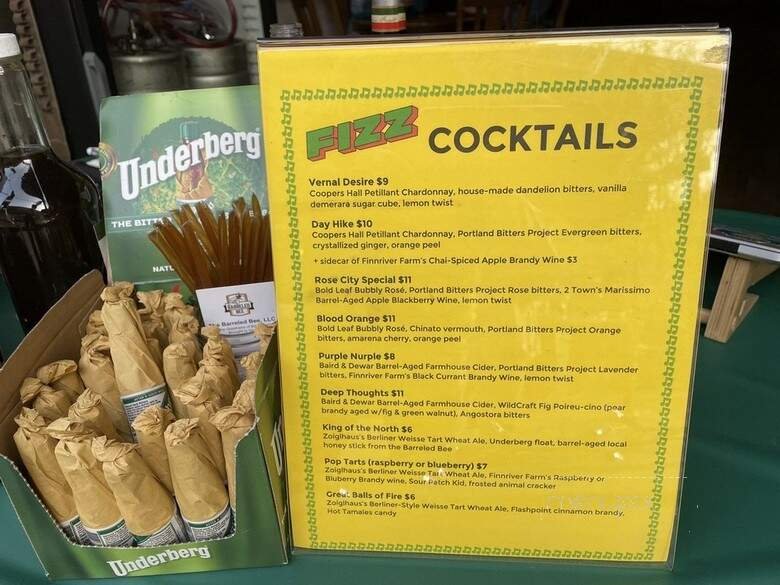 Underberg
THE BITT
NATU
BARRELED
BEE
The Barreled Bee, LLC
Underberg
FIZZ COCKTAILS
Vernal Desire $9
Coopers Hall Petillant Chardonnay, house-made dandelion bitters, vanilla
demerara sugar cube, lemon twist
Day Hike $10
Coopers Hall Petillant Chardonnay, Portland Bitters Project Evergreen bitters,
crystallized ginger, orange peel
+ sidecar of Finnriver Farm's Chai-Spiced Apple Brandy Wine $3
Rose City Special $11
Bold Leaf Bubbly Rosé, Portland Bitters Project Rose bitters, 2 Town's Marissimo
Barrel-Aged Apple Blackberry Wine, lemon twist
Blood Orange $11
Bold Leaf Bubbly Rosé, Chinato vermouth, Portland Bitters Project Orange
bitters, amarena cherry, orange peel
Purple Nurple $8
Baird & Dewar Barrel-Aged Farmhouse Cider, Portland Bitters Project Lavender
bitters, Finnriver Farm's Black Currant Brandy Wine, lemon twist
Deep Thoughts $11
Baird & Dewar Barrel-Aged Farmhouse Cider, WildCraft Fig Poireu-cino (pear
brandy aged w/fig & green walnut), Angostora bitters
King of the North $6
Zoiglhaus's Berliner Weisse Tart Wheat Ale, Underberg float, barrel-aged local
honey stick from the Barreled Bee
Pop Tarts (raspberry or blueberry) $7
Zoiglhaus's Berliner Weisse Tart Wheat Ale, Finnriver Farm's Raspberry or
Bluberry Brandy wine, Sour Patch Kid, frosted animal cracker
Great Balls of Fire $6
Zoiglhaus's Berliner-Style Weisse Tart Wheat Ale, Flashpoint cinnamon brandy,
Hot Tamales candy